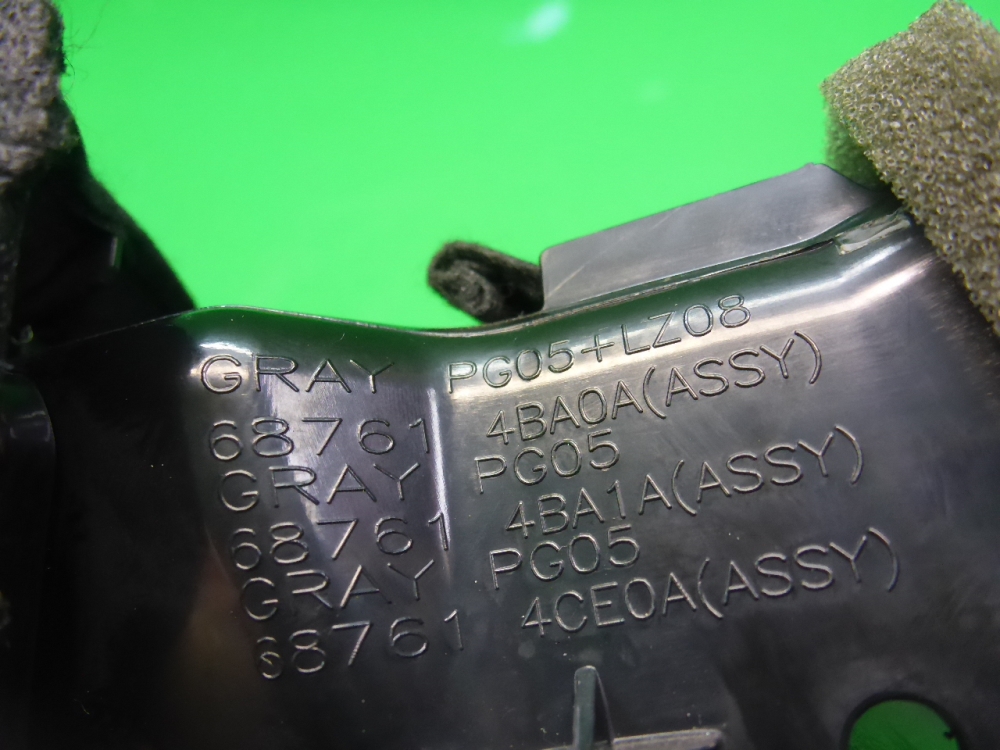 GRAY PG05+LZ08
68761 4BA0A(ASSY)
GRAY PG05
68761 4BA1A(ASSY)
GRAY PG05
68761 4CE0A(ASSY)